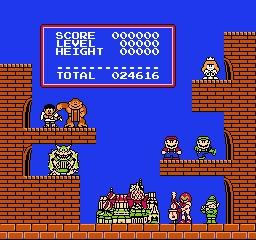 SCORE 000000
LEVEL 00000
HEIGHT 00000
-------------
TOTAL 024616